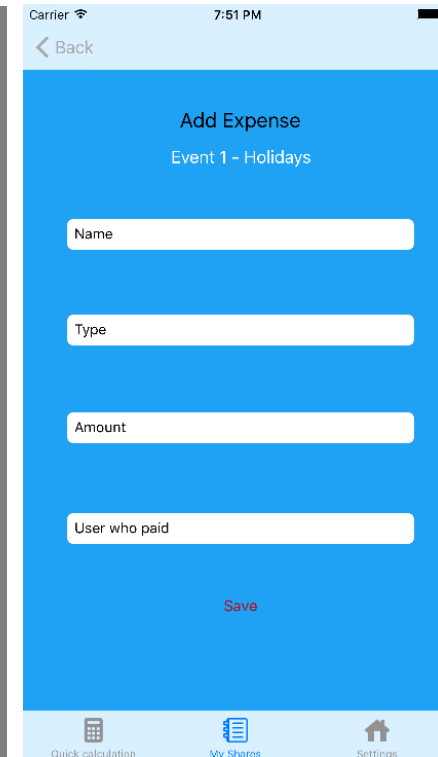 Carrier 7:51 PM
Back
Add Expense
Event 1 - Holidays
Name
Type
Amount
User who paid
Save
Quick calculation My Shares Settings